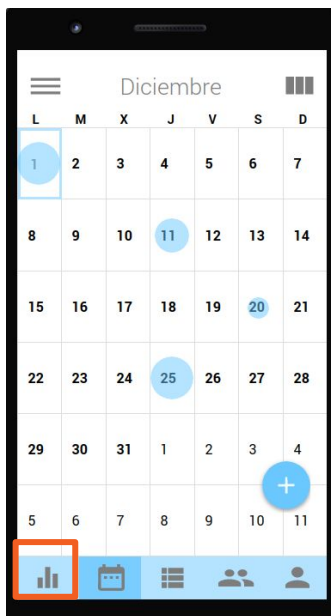 Diciembre
L M X J V S D
1 2 3 4 5 6 7
8 9 10 11 12 13 14
15 16 17 18 19 20 21
22 23 24 25 26 27 28
29 30 31 1 2 3 4
+
5 6 7 8 9 10 11